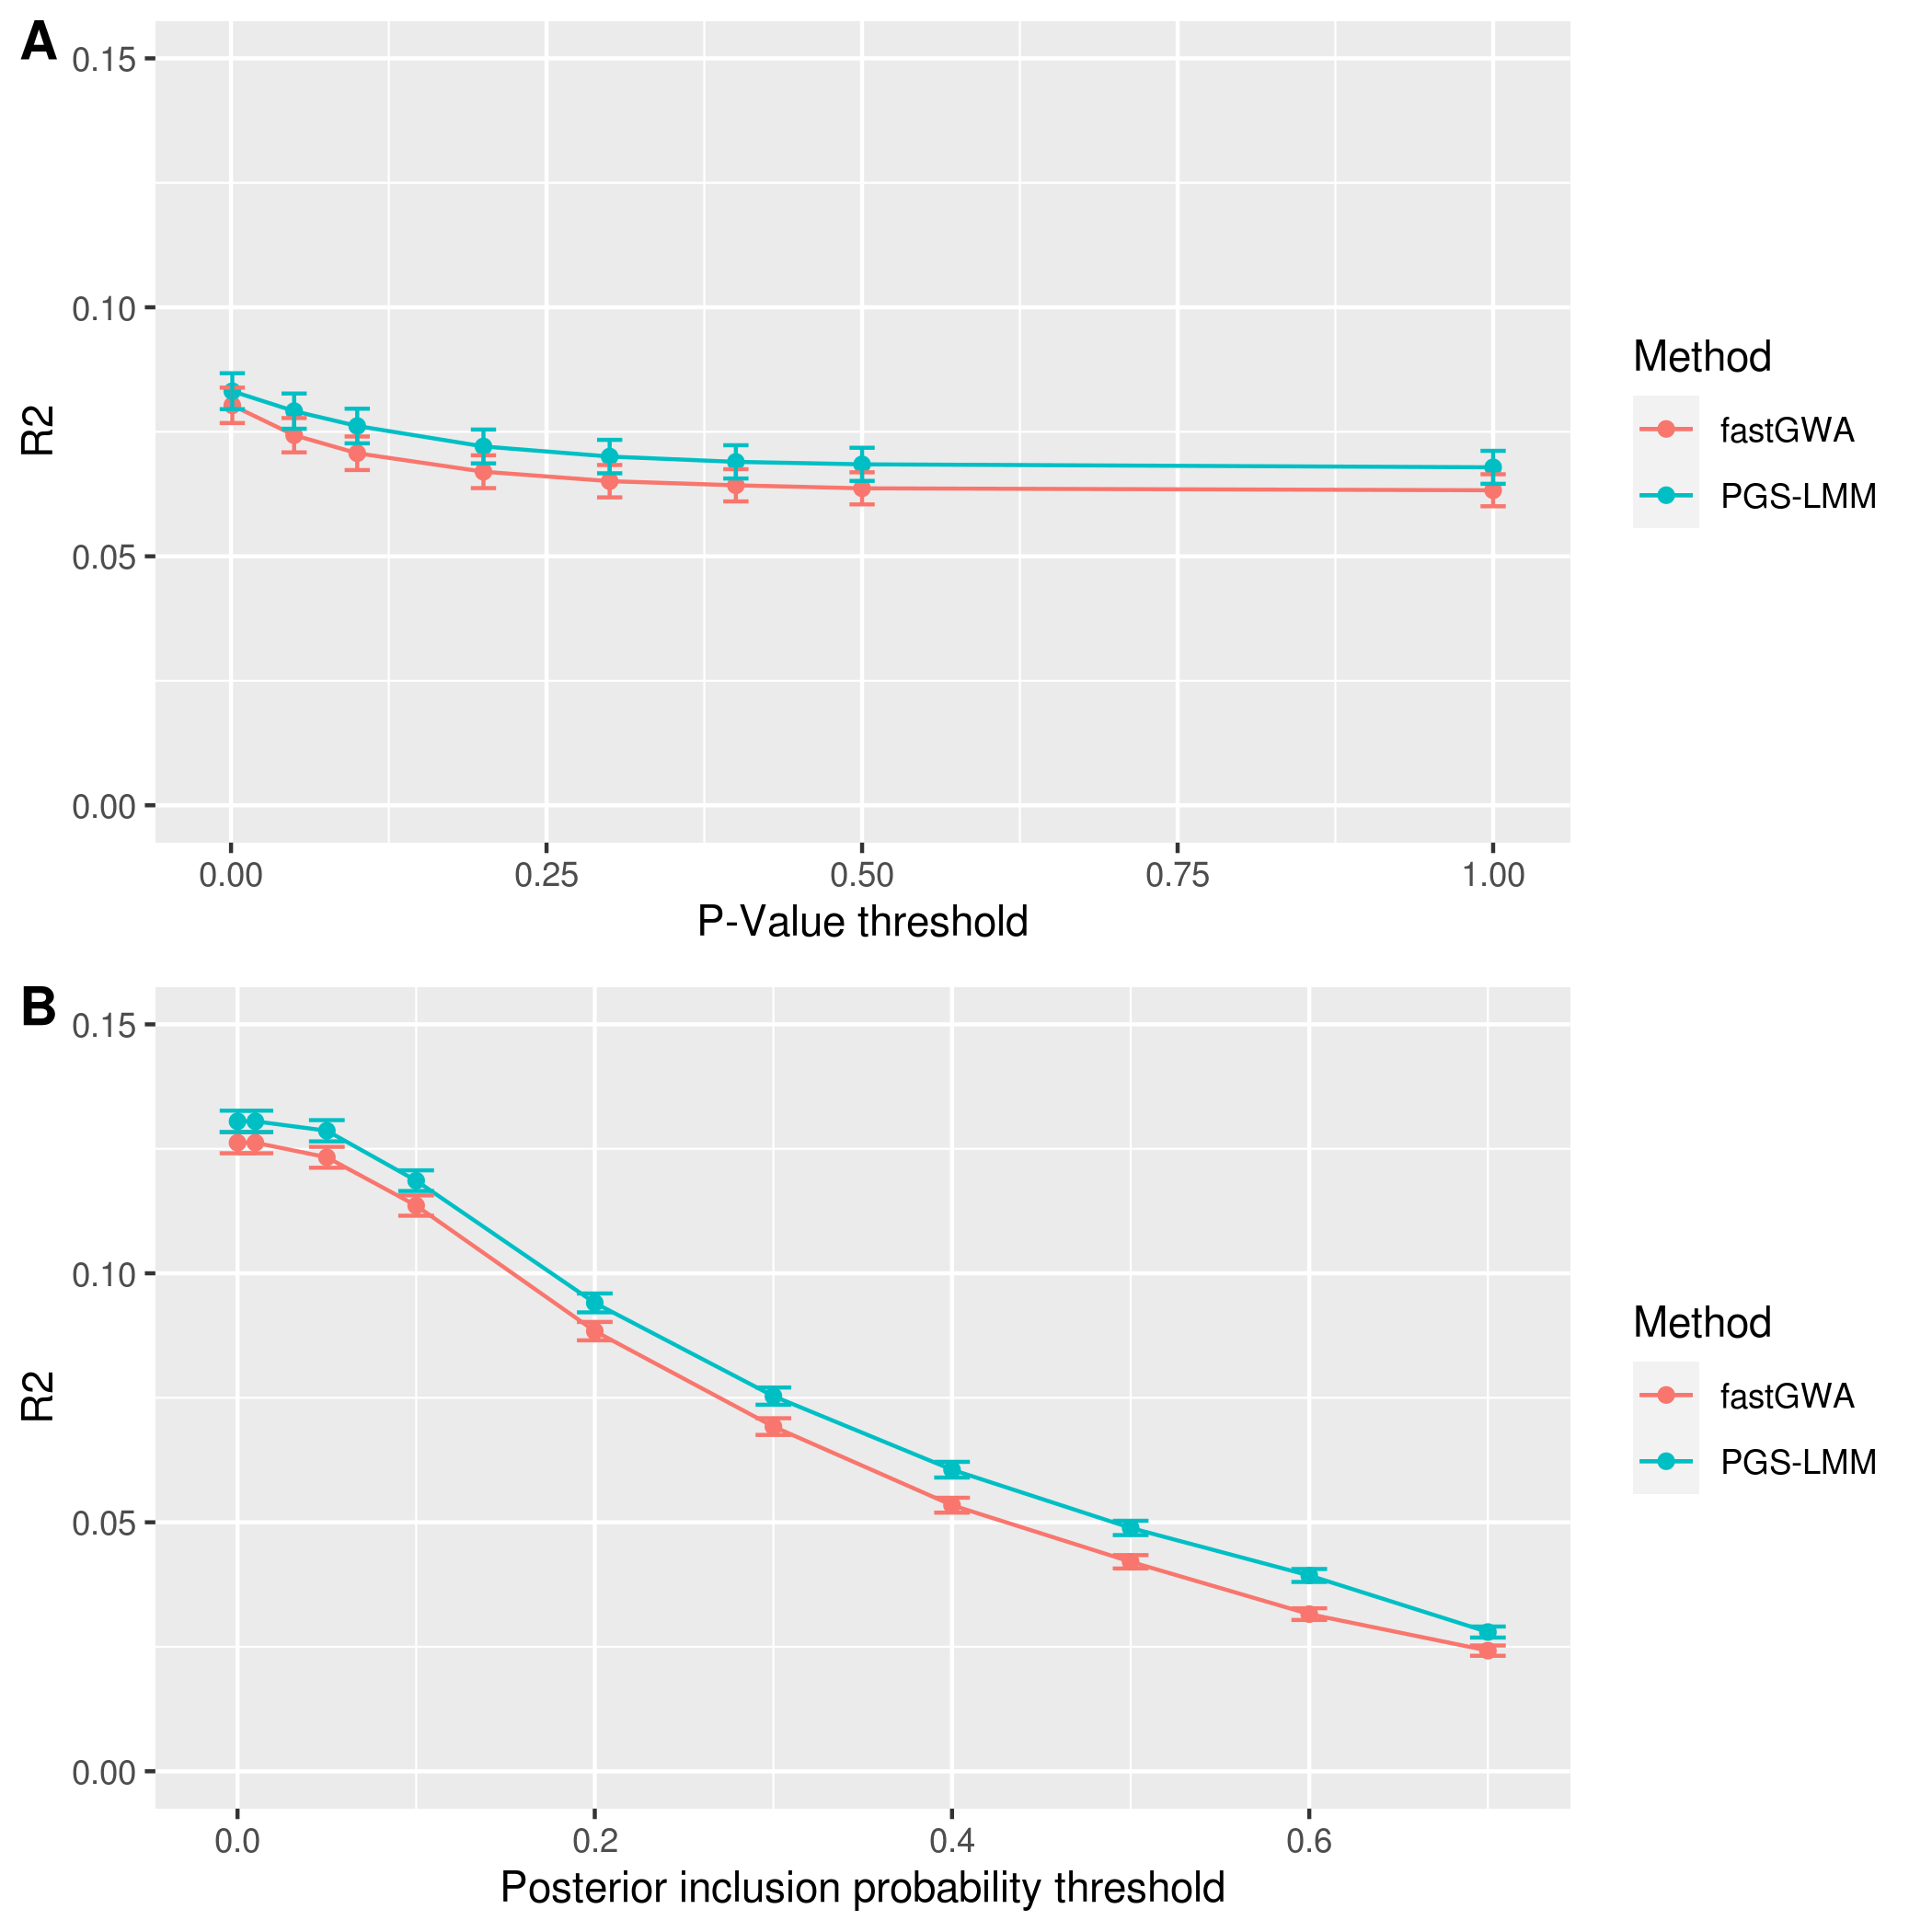 A
0.15
0.10
0.05
0.00
R2
0.00 0.25 0.50 0.75 1.00
P-Value threshold
Method
fastGWA
PGS-LMM
B
0.15
0.10
0.05
0.00
R2
0.0 0.2 0.4 0.6
Posterior inclusion probability threshold
Method
fastGWA
PGS-LMM